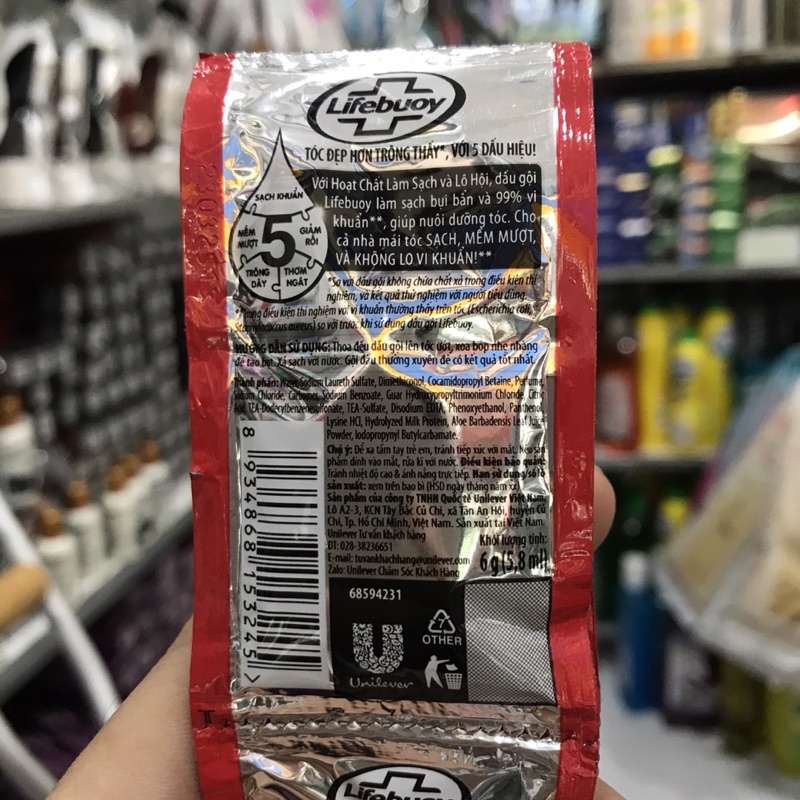 Lifebuoy
TÓC ĐẸP HƠN TRÔNG THẤY*, VỚI 5 DẤU HIỆU!
SẠCH KHUẨN
MỀM MƯỢT
5
GIẢM RỐI
TRÔNG DÀY
THƠM NGÁT
Với Hoạt Chất Làm Sạch và Lô Hội, dầu gội
Lifebuoy làm sạch bụi bẩn và 99% vi
khuẩn**, giúp nuôi dưỡng tóc. Cho
cả nhà mái tóc SẠCH, MỀM MƯỢT,
VÀ KHÔNG LO VI KHUẨN!**
*So với dầu gội không chứa chất xả trong điều kiện thí
nghiệm, và kết quả thử nghiệm với người tiêu dùng.
**Trong điều kiện thí nghiệm với vi khuẩn thường thấy trên tóc (Escherichia coli,
Staphylococcus aureus) so với trước khi sử dụng dầu gội Lifebuoy.
HƯỚNG DẪN SỬ DỤNG: Thoa đều dầu gội lên tóc ướt, xoa bóp nhẹ nhàng
để tạo bọt. Xả sạch với nước. Gội đầu thường xuyên để có kết quả tốt nhất.
Thành phần: Water, Sodium Laureth Sulfate, Dimethiconol, Cocamidopropyl Betaine, Perfume,
Sodium Chloride, Carbomer, Sodium Benzoate, Guar Hydroxypropyltrimonium Chloride, Citric
Acid, TEA-Dodecylbenzenesulfonate, TEA-Sulfate, Disodium EDTA, Phenoxyethanol, Panthenol,
Lysine HCl, Hydrolyzed Milk Protein, Aloe Barbadensis Leaf Juice
Powder, Iodopropynyl Butylcarbamate.
Chú ý: Để xa tầm tay trẻ em, tránh tiếp xúc với mắt. Nếu sản
phẩm dính vào mắt, rửa kĩ với nước. Điều kiện bảo quản:
Tránh nhiệt độ cao & ánh nắng trực tiếp. Hạn sử dụng/số lô
sản xuất: xem trên bao bì (HSD ngày tháng năm xx).
Sản phẩm của công ty TNHH Quốc tế Unilever Việt Nam.
Lô A2-3, KCN Tây Bắc Củ Chi, xã Tân An Hội, huyện Củ
Chi, Tp. Hồ Chí Minh, Việt Nam. Sản xuất tại Việt Nam.
Unilever Tư vấn khách hàng
ĐT: 028-38236651
E-mail: tuvankhachhang@unilever.com
Zalo: Unilever Chăm Sóc Khách Hàng
Khối lượng tịnh:
6 g (5,8 ml)
8 934868 153245 >
68594231
7
OTHER
Unilever
Lifebuoy